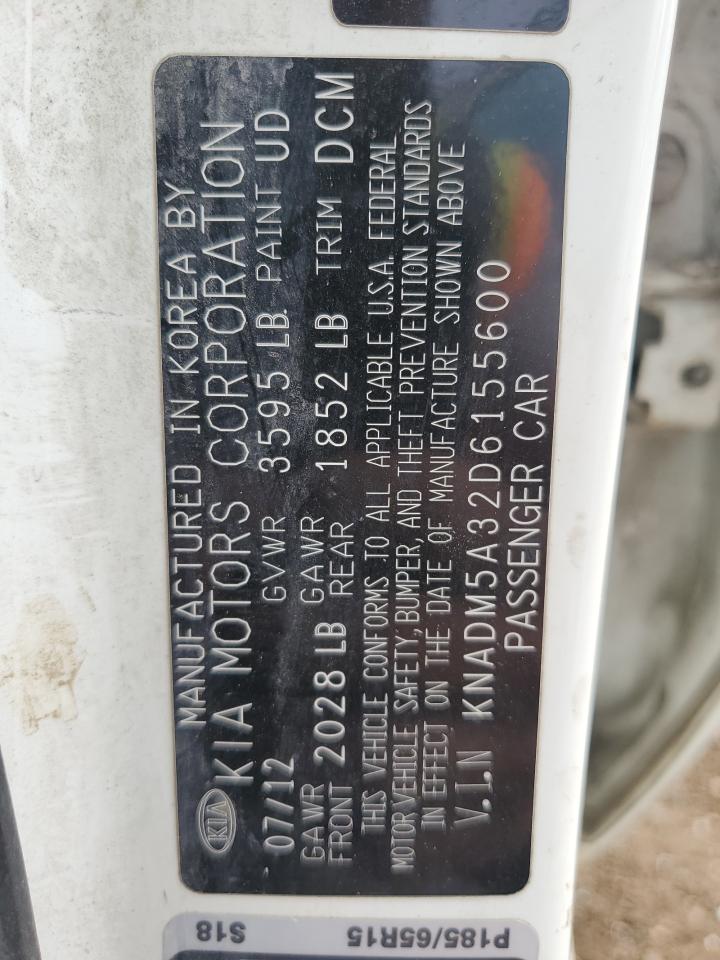 KIA
MANUFACTURED IN KOREA BY
KIA MOTORS CORPORATION
07/12 GVWR 3595 LB. PAINT UD
GAWR FRONT 2028 LB GAWR REAR 1852 LB TRIM DCM
THIS VEHICLE CONFORMS TO ALL APPLICABLE U.S.A. FEDERAL
MOTOR VEHICLE SAFETY, BUMPER, AND THEFT PREVENTION STANDARDS
IN EFFECT ON THE DATE OF MANUFACTURE SHOWN ABOVE
V.I.N KNADM5A32D6155600
PASSENGER CAR
S18
P185/65R15